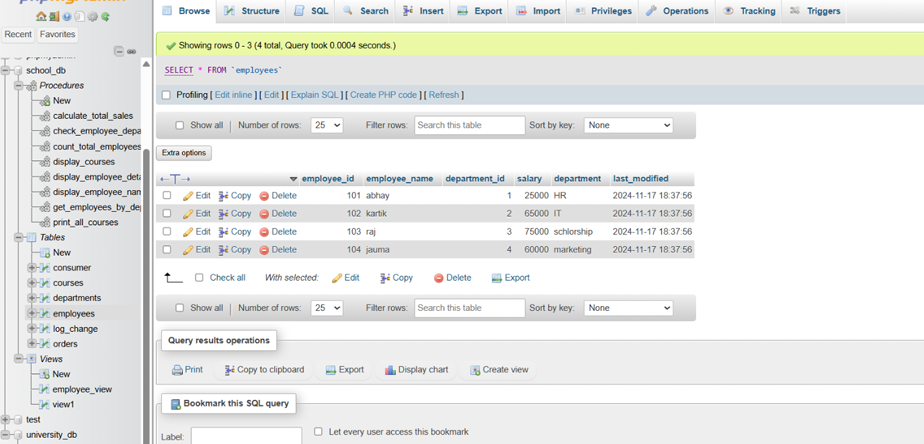 Recent Favorites
school_db
Procedures
New
calculate_total_sales
check_employee_depa
count_total_employees
display_courses
display_employee_deta
display_employee_nam
get_employees_by_dep
print_all_courses
Tables
New
consumer
courses
departments
employees
log_change
orders
Views
New
employee_view
view1
test
university_db
Browse Structure SQL Search Insert Export Import Privileges Operations Tracking Triggers
Showing rows 0 - 3 (4 total, Query took 0.0004 seconds.)
SELECT * FROM `employees`
Profiling [ Edit inline ] [ Edit ] [ Explain SQL ] [ Create PHP code ] [ Refresh ]
Show all | Number of rows: 25 Filter rows: Search this table Sort by key: None
Extra options
employee_id employee_name department_id salary department last_modified
Edit Copy Delete 101 abhay 1 25000 HR 2024-11-17 18:37:56
Edit Copy Delete 102 kartik 2 65000 IT 2024-11-17 18:37:56
Edit Copy Delete 103 raj 3 75000 schlorship 2024-11-17 18:37:56
Edit Copy Delete 104 jauma 4 60000 marketing 2024-11-17 18:37:56
Check all With selected: Edit Copy Delete Export
Show all | Number of rows: 25 Filter rows: Search this table Sort by key: None
Query results operations
Print Copy to clipboard Export Display chart Create view
Bookmark this SQL query
Label: Let every user access this bookmark